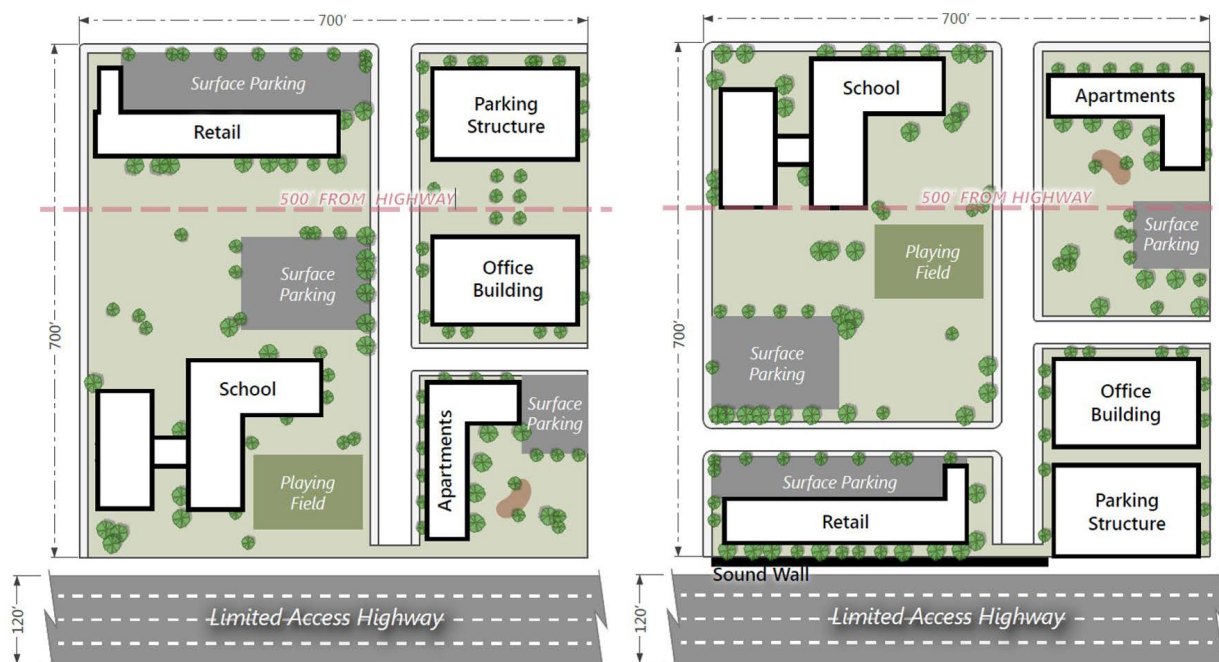 700'
Surface Parking
Retail
Parking
Structure
500' FROM HIGHWAY
700'
Surface
Parking
Office
Building
School
Apartments
Surface
Parking
Playing
Field
120'
Limited Access Highway
700'
School
Apartments
500' FROM HIGHWAY
700'
Playing
Field
Surface
Parking
Surface
Parking
Office
Building
Surface Parking
Retail
Parking
Structure
Sound Wall
120'
Limited Access Highway